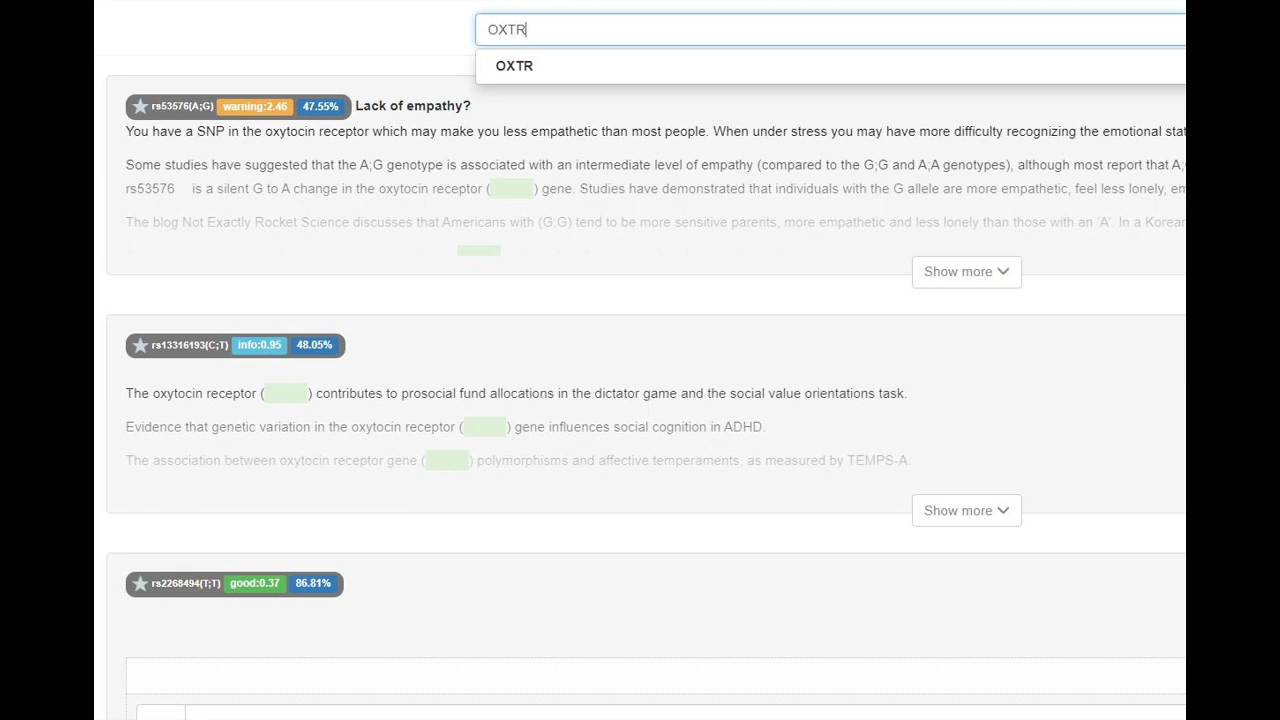 OXTR
OXTR
rs53576(A;G) warning:2.46 47.55% Lack of empathy?
You have a SNP in the oxytocin receptor which may make you less empathetic than most people. When under stress you may have more difficulty recognizing the emotional stat
Some studies have suggested that the A;G genotype is associated with an intermediate level of empathy (compared to the G;G and A;A genotypes), although most report that A;
rs53576 is a silent G to A change in the oxytocin receptor ( ) gene. Studies have demonstrated that individuals with the G allele are more empathetic, feel less lonely, em
The blog Not Exactly Rocket Science discusses that Americans with (G;G) tend to be more sensitive parents, more empathetic and less lonely than those with an 'A'. In a Korean
Show more
rs13316193(C;T) info:0.95 48.05%
The oxytocin receptor ( ) contributes to prosocial fund allocations in the dictator game and the social value orientations task.
Evidence that genetic variation in the oxytocin receptor ( ) gene influences social cognition in ADHD.
The association between oxytocin receptor gene ( ) polymorphisms and affective temperaments, as measured by TEMPS-A.
Show more
rs2268494(T;T) good:0.37 86.81%